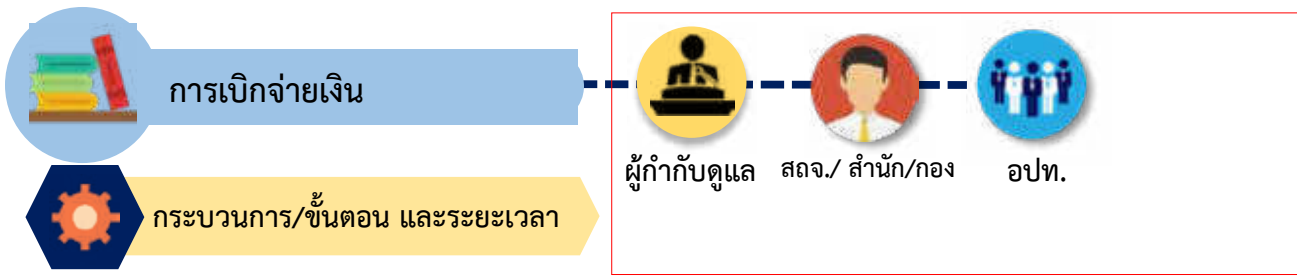 การเบิกจ่ายเงิน
ผู้กำกับดูแล
สถจ./ สำนัก/กอง
อปท.
กระบวนการ/ขั้นตอน และระยะเวลา